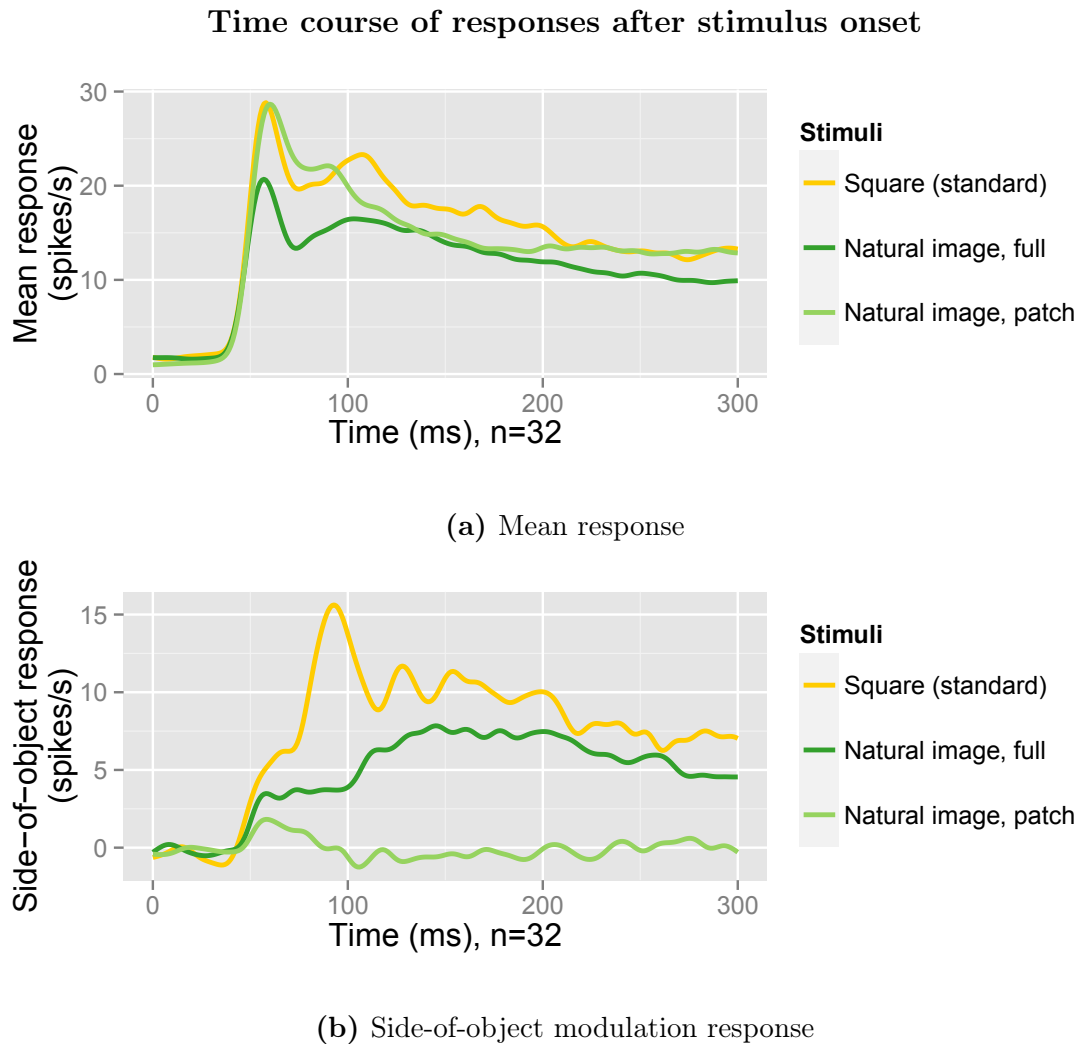 Time course of responses after stimulus onset
Mean response
(spikes/s)
30
20
10
0
0
100
200
300
Time (ms), n=32
Stimuli
Square (standard)
Natural image, full
Natural image, patch
(a) Mean response
Side−of−object response
(spikes/s)
15
10
5
0
0
100
200
300
Time (ms), n=32
Stimuli
Square (standard)
Natural image, full
Natural image, patch
(b) Side-of-object modulation response